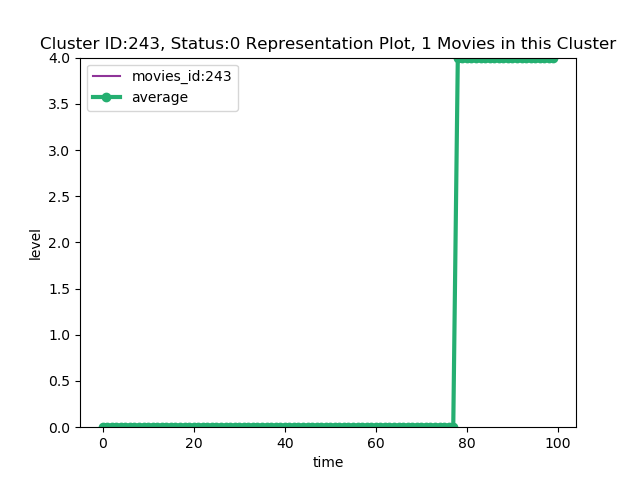 Cluster ID:243, Status:0 Representation Plot, 1 Movies in this Cluster
movies_id:243
average
4.0
3.5
3.0
2.5
2.0
1.5
1.0
0.5
0.0
level
0 20 40 60 80 100
time